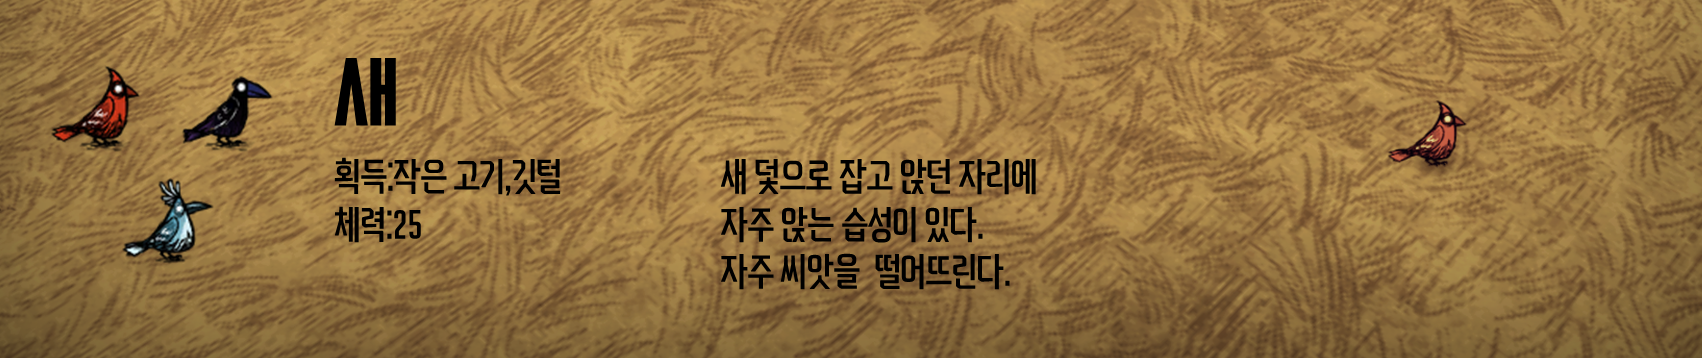 새
획득:작은 고기,깃털
체력:25
새 덫으로 잡고 앉던 자리에
자주 앉는 습성이 있다.
자주 씨앗을 떨어뜨린다.